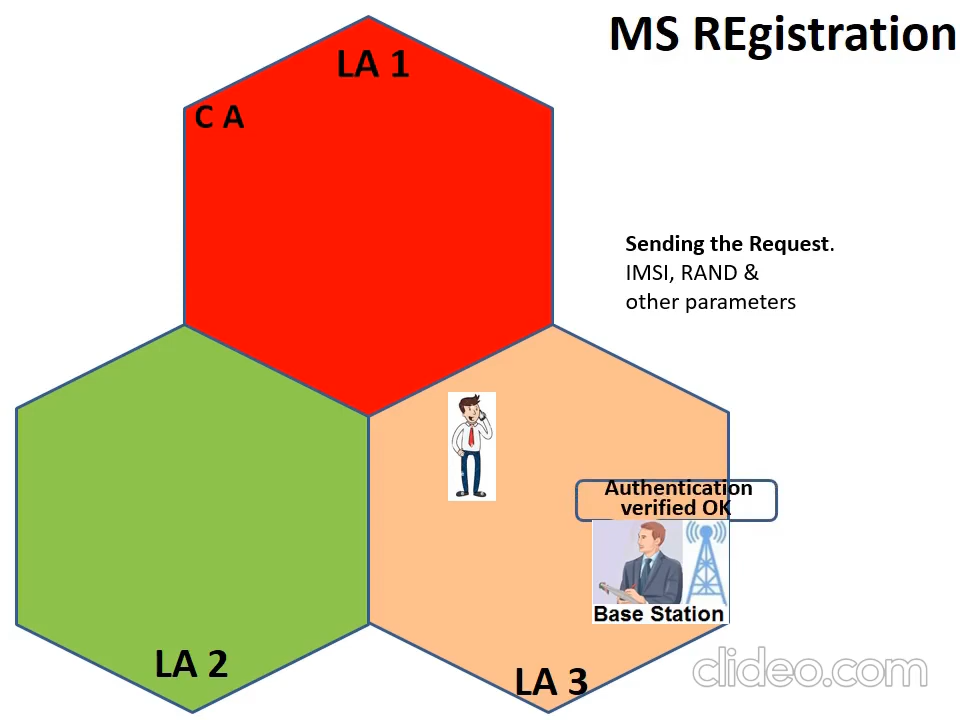 MS REgistration
LA 1
C A
Sending the Request.
IMSI, RAND &
other parameters
Authentication
verified OK
Base Station
LA 2
LA 3
clideo.com